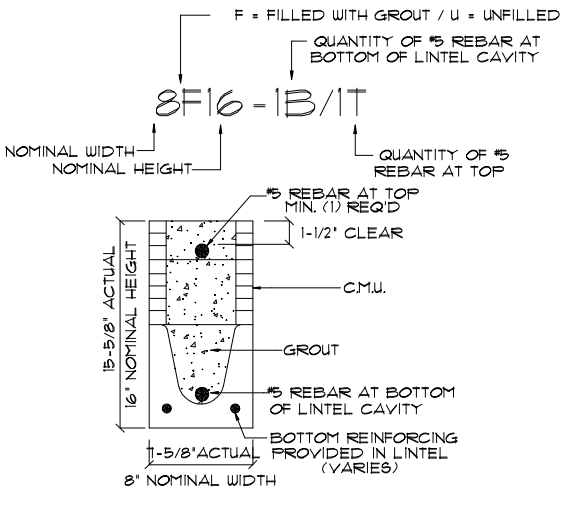 F = FILLED WITH GROUT / U = UNFILLED
QUANTITY OF #5 REBAR AT
BOTTOM OF LINTEL CAVITY
8F16 - 1B/1T
NOMINAL WIDTH
NOMINAL HEIGHT
QUANTITY OF #5
REBAR AT TOP
#5 REBAR AT TOP
MIN. (1) REQ'D
1-1/2" CLEAR
15-5/8" ACTUAL
16" NOMINAL HEIGHT
C.M.U.
GROUT
#5 REBAR AT BOTTOM
OF LINTEL CAVITY
BOTTOM REINFORCING
PROVIDED IN LINTEL
(VARIES)
7-5/8" ACTUAL
8" NOMINAL WIDTH